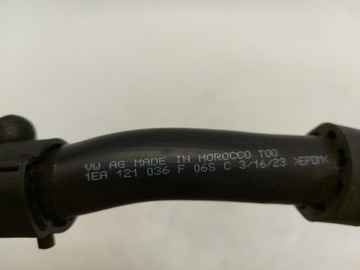 VW AG MADE IN MOROCCO TOO
1EA 121 036 F 06S C 3/16/23 >EPDM<